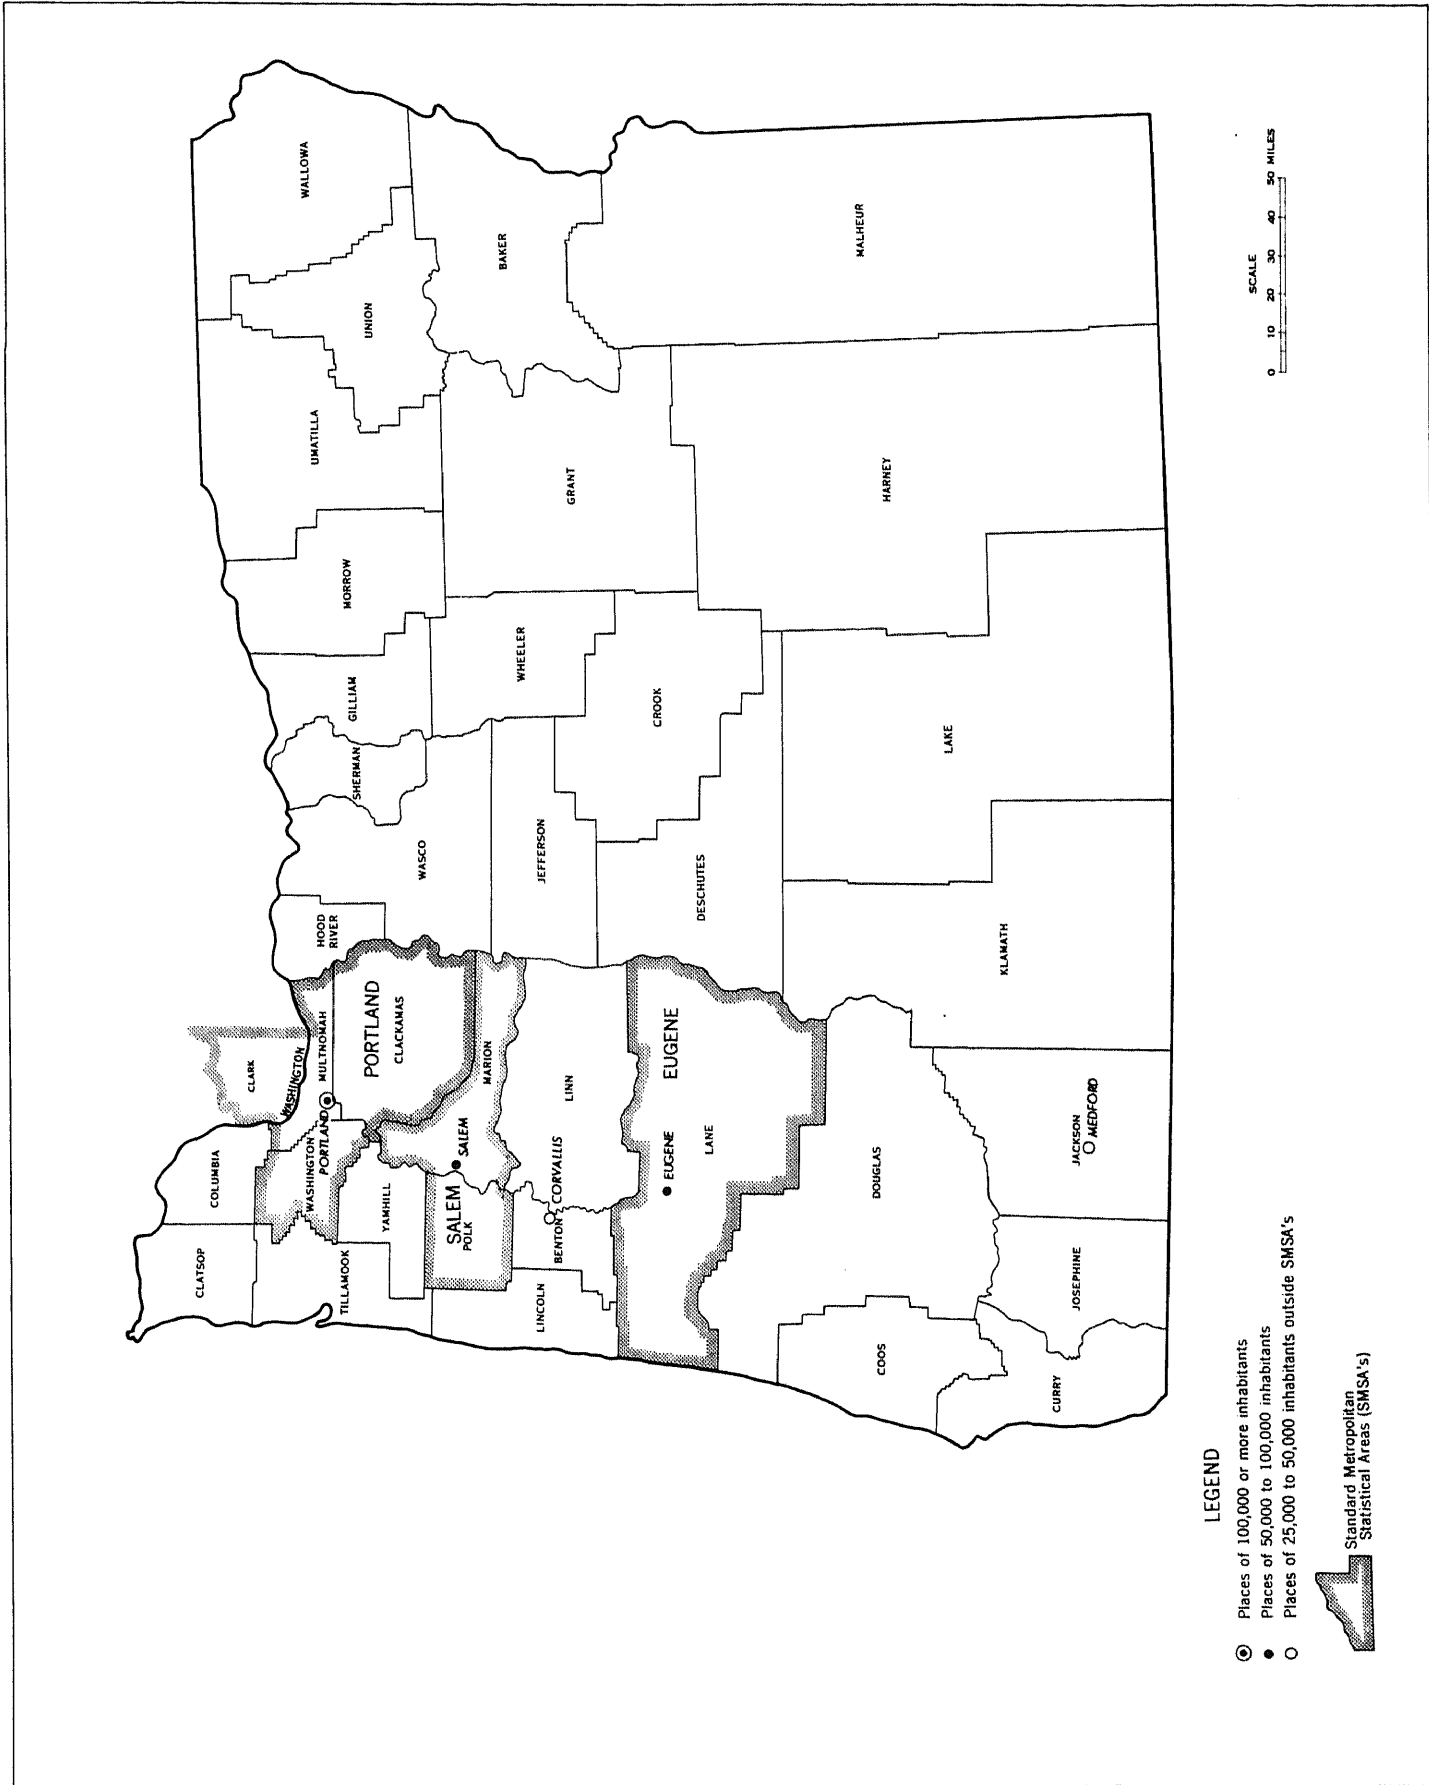 CLATSOP
COLUMBIA
CLARK
WASHINGTON
TILLAMOOK
WASHINGTON
PORTLAND
MULTNOMAH
HOOD
RIVER
YAMHILL
PORTLAND
CLACKAMAS
WASCO
SHERMAN
GILLIAM
MORROW
UMATILLA
UNION
WALLOWA
SALEM
POLK
SALEM
MARION
LINCOLN
BENTON
CORVALLIS
LINN
JEFFERSON
WHEELER
GRANT
BAKER
EUGENE
EUGENE
LANE
DESCHUTES
CROOK
COOS
DOUGLAS
KLAMATH
LAKE
HARNEY
MALHEUR
CURRY
JOSEPHINE
JACKSON
MEDFORD
LEGEND
Places of 100,000 or more inhabitants
Places of 50,000 to 100,000 inhabitants
Places of 25,000 to 50,000 inhabitants outside SMSA's
Standard Metropolitan
Statistical Areas (SMSA's)
SCALE
0 10 20 30 40 50 MILES